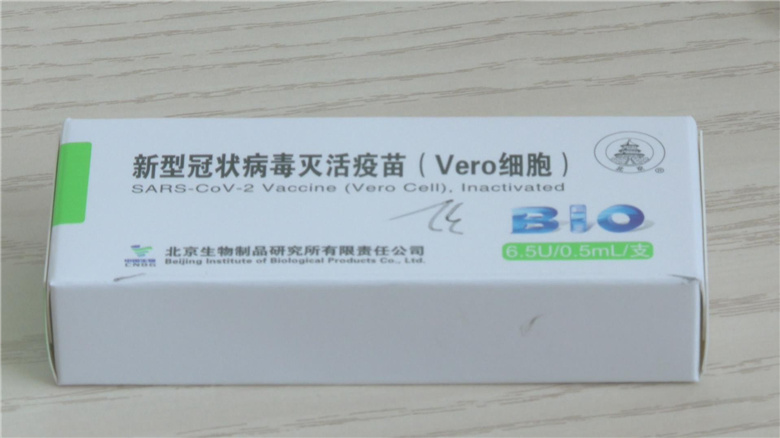 新型冠状病毒灭活疫苗（Vero细胞）
SARS-CoV-2 Vaccine (Vero Cell), Inactivated
BIO
6.5U/0.5mL/支
北京生物制品研究所有限责任公司
Beijing Institute of Biological Products Co., Ltd.